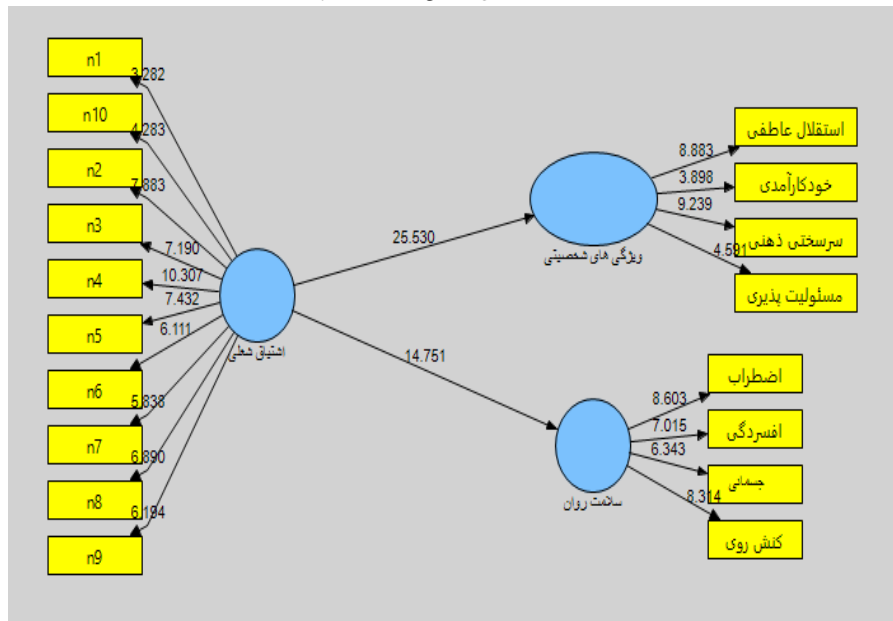 n1
3.282
n10
4.283
n2
7.883
n3
7.190
n4
10.307
n5
7.432
n6
6.111
n7
5.838
n8
6.890
n9
6.194
اشتیاق شغلی
25.530
14.751
ویژگی های شخصیتی
8.883
استقلال عاطفی
3.898
خودکارآمدی
9.239
سرسختی ذهنی
4.591
مسئولیت پذیری
سلامت روان
8.603
اضطراب
7.015
افسردگی
6.343
جسمانی
8.314
کنش روی